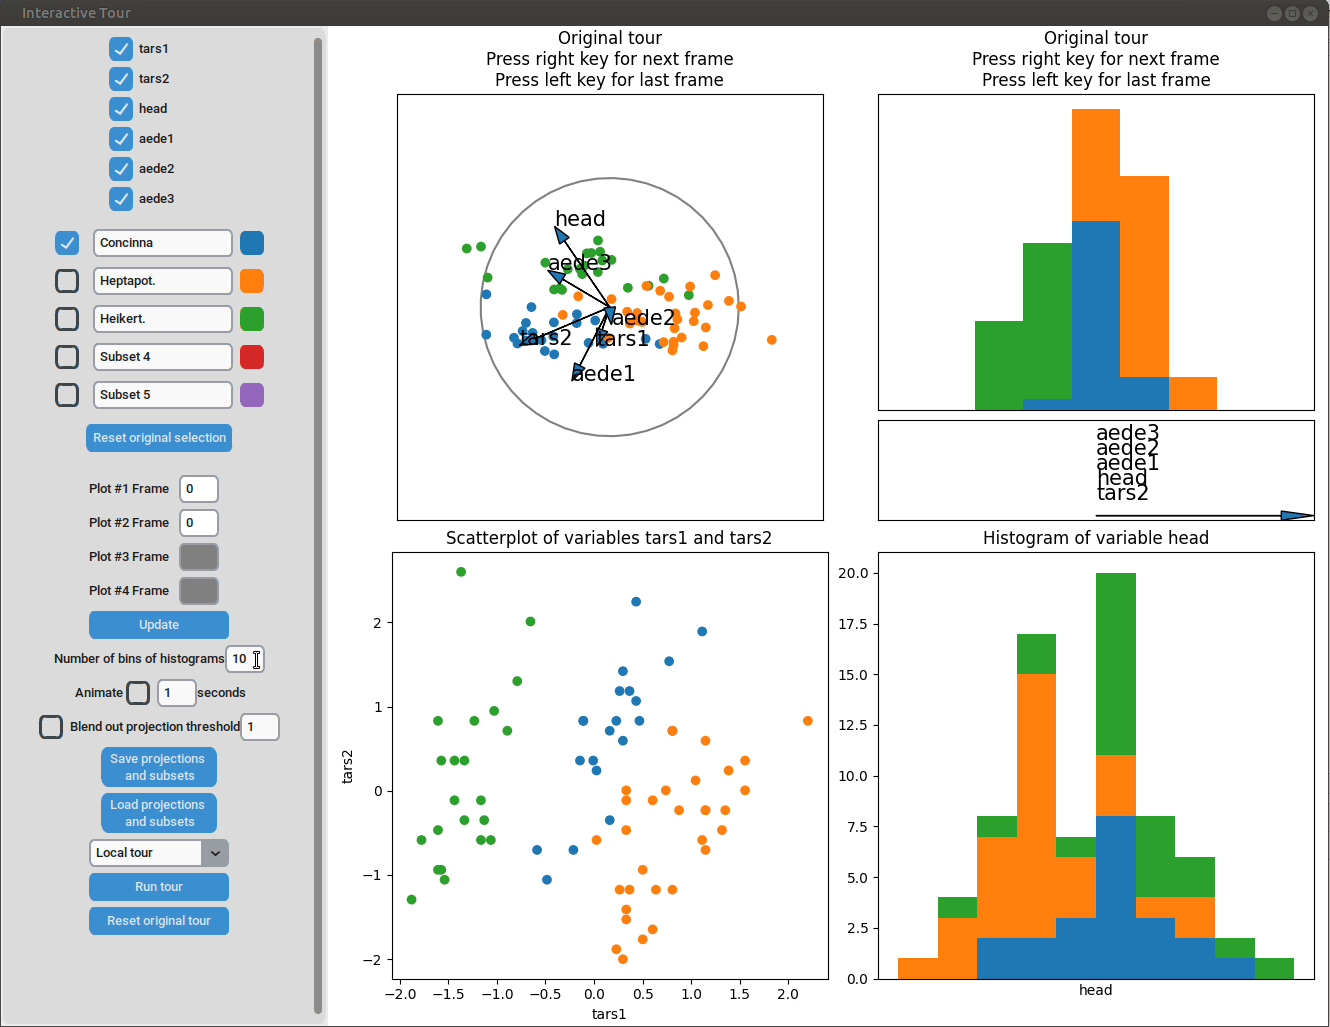 Interactive Tour
tars1
tars2
head
aede1
aede2
aede3
Concinna
Heptapot.
Heikert.
Subset 4
Subset 5
Reset original selection
Plot #1 Frame 0
Plot #2 Frame 0
Plot #3 Frame
Plot #4 Frame
Update
Number of bins of histograms 10
Animate 1 seconds
Blend out projection threshold 1
Save projections
and subsets
Load projections
and subsets
Local tour
Run tour
Reset original tour
Original tour
Press right key for next frame
Press left key for last frame
head
aede3
aede2
tars2
tars1
aede1
Original tour
Press right key for next frame
Press left key for last frame
aede3
aede2
aede1
head
tars2
Scatterplot of variables tars1 and tars2
2
1
0
−1
−2
tars2
−2.0 −1.5 −1.0 −0.5 0.0 0.5 1.0 1.5 2.0
tars1
Histogram of variable head
20.0
17.5
15.0
12.5
10.0
7.5
5.0
2.5
0.0
head